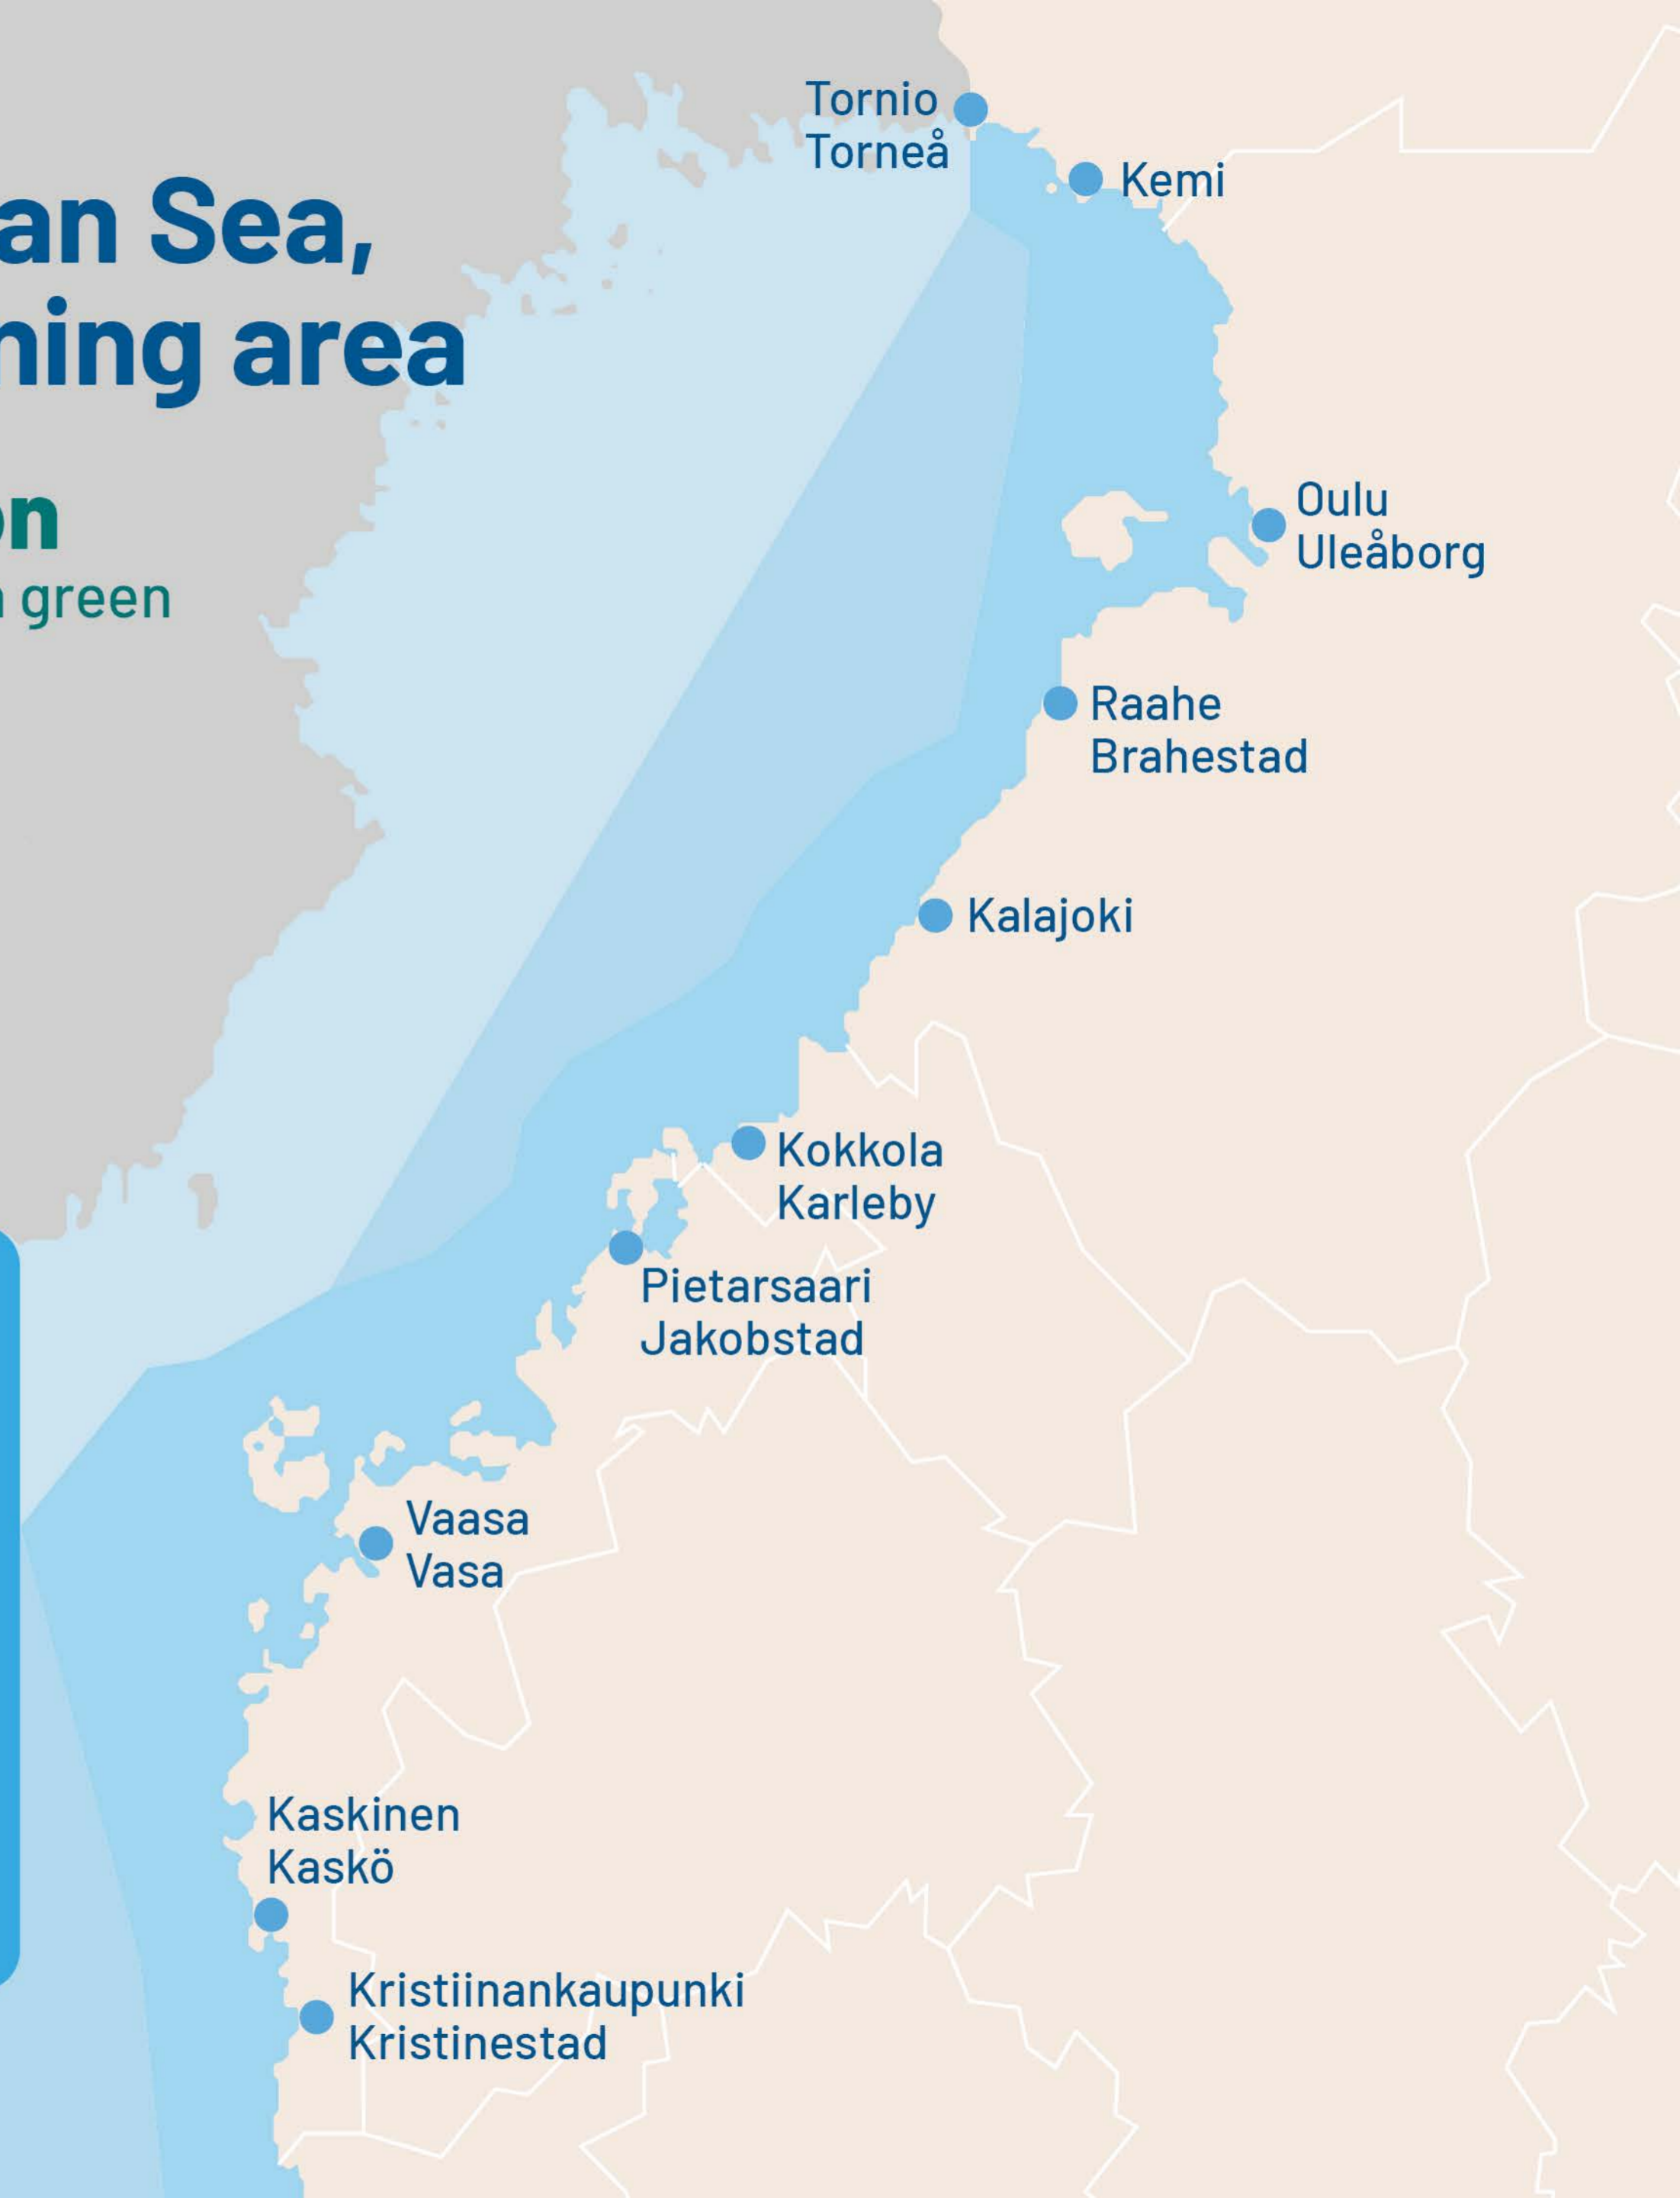 an Sea,
ning area
on
green
Tornio
Torneå
Kemi
Oulu
Uleåborg
Raahe
Brahestad
Kalajoki
Kokkola
Karleby
Pietarsaari
Jakobstad
Vaasa
Vasa
Kaskinen
Kaskö
Kristiinankaupunki
Kristinestad